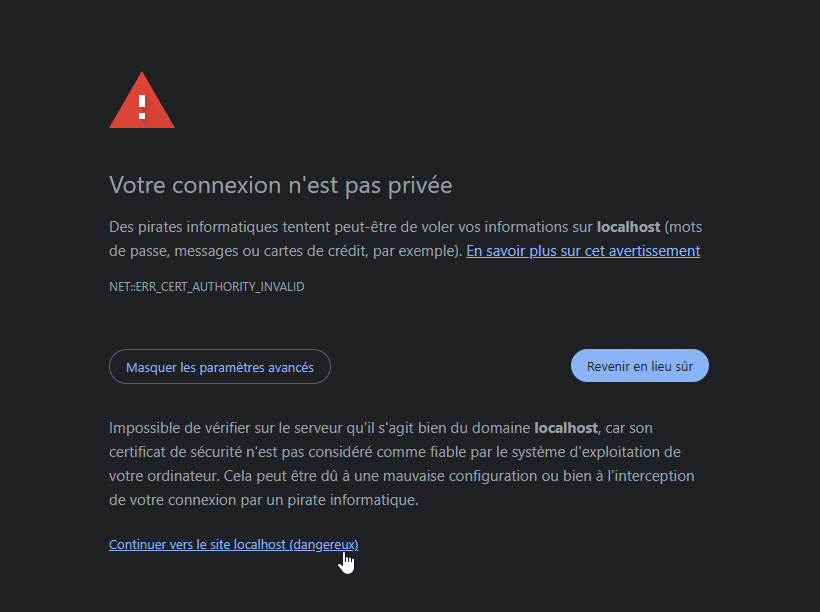 Votre connexion n'est pas privée
Des pirates informatiques tentent peut-être de voler vos informations sur localhost (mots
de passe, messages ou cartes de crédit, par exemple). En savoir plus sur cet avertissement
NET::ERR_CERT_AUTHORITY_INVALID
Masquer les paramètres avancés
Revenir en lieu sûr
Impossible de vérifier sur le serveur qu'il s'agit bien du domaine localhost, car son
certificat de sécurité n'est pas considéré comme fiable par le système d'exploitation de
votre ordinateur. Cela peut être dû à une mauvaise configuration ou bien à l'interception
de votre connexion par un pirate informatique.
Continuer vers le site localhost (dangereux)